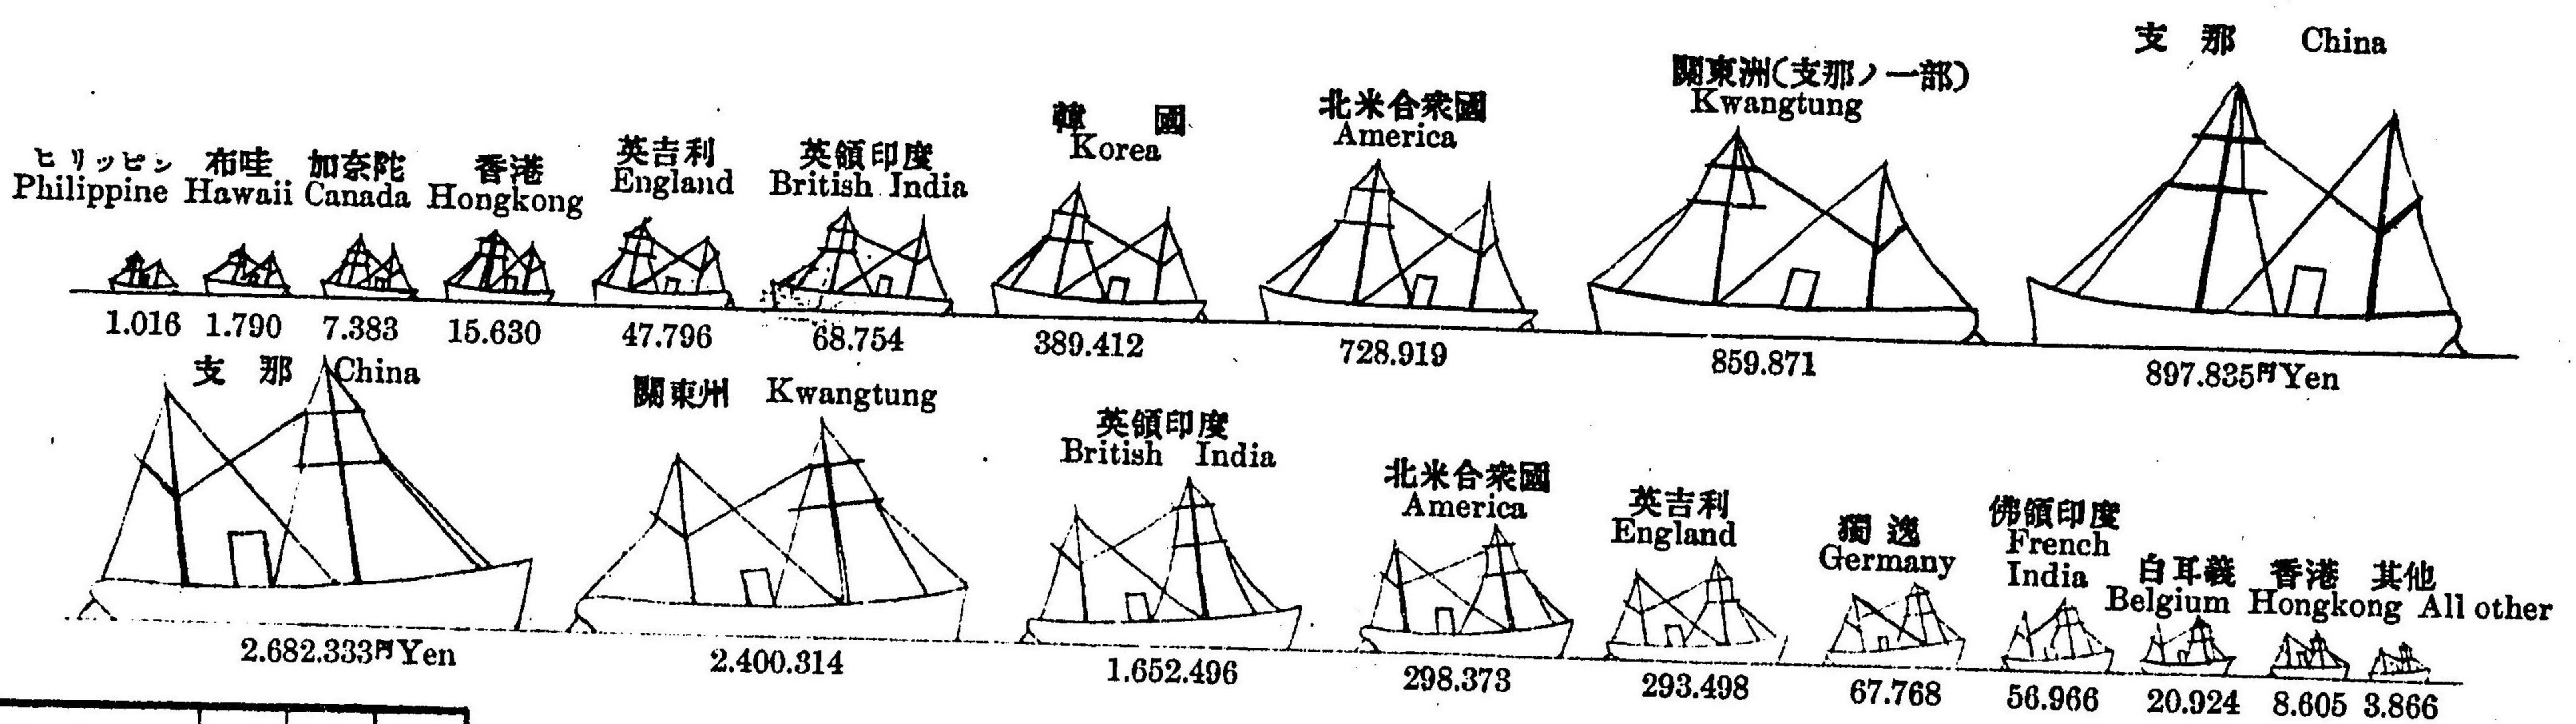 ヒリッピン
Philippine
布哇
Hawaii
加奈陀
Canada
香港
Hongkong
英吉利
England
英領印度
British India
韓國
Korea
北米合衆國
America
關東洲(支那ノ一部)
Kwangtung
支那 China
1.016
1.790
7.383
15.630
47.796
68.754
389.412
728.919
859.871
897.835円Yen
支那 China
關東州 Kwangtung
英領印度
British India
北米合衆國
America
英吉利
England
獨逸
Germany
佛領印度
French
India
白耳義
Belgium
香港
Hongkong
其他
All other
2.682.333円Yen
2.400.314
1.652.496
298.373
293.498
67.768
56.966
20.924
8.605
3.866